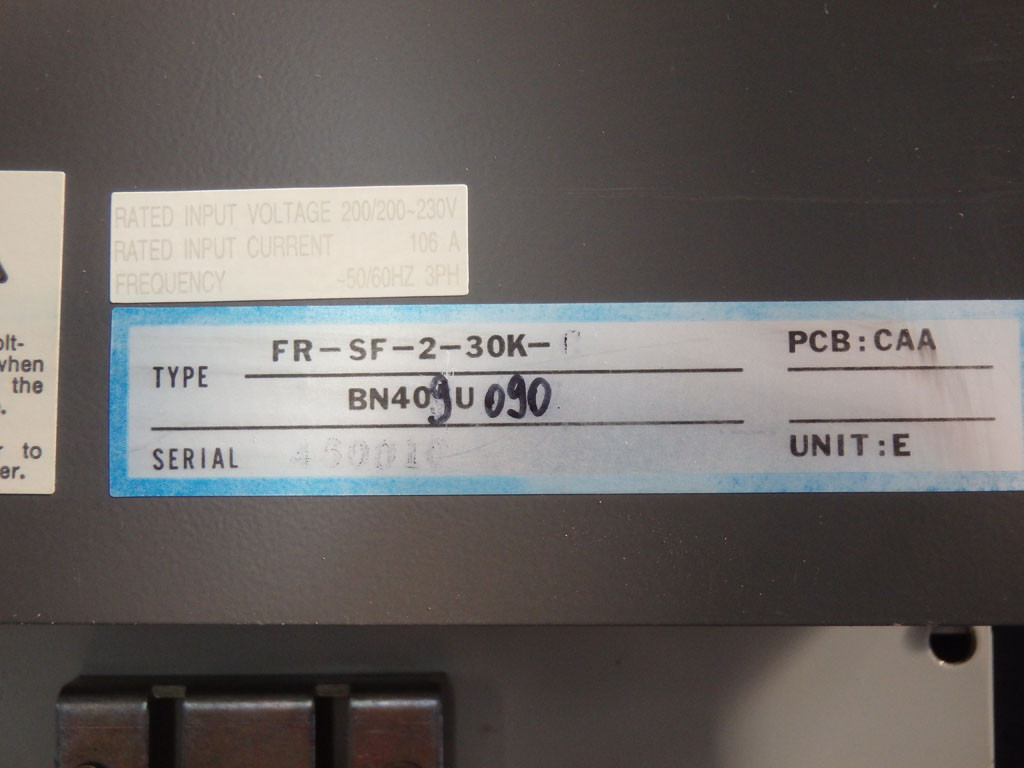 RATED INPUT VOLTAGE 200/200~230V
RATED INPUT CURRENT 106 A
FREQUENCY ~50/60HZ 3PH
olt-
when
the
r to
er.
TYPE FR-SF-2-30K-
BN409U 090
SERIAL
PCB:CAA
UNIT:E